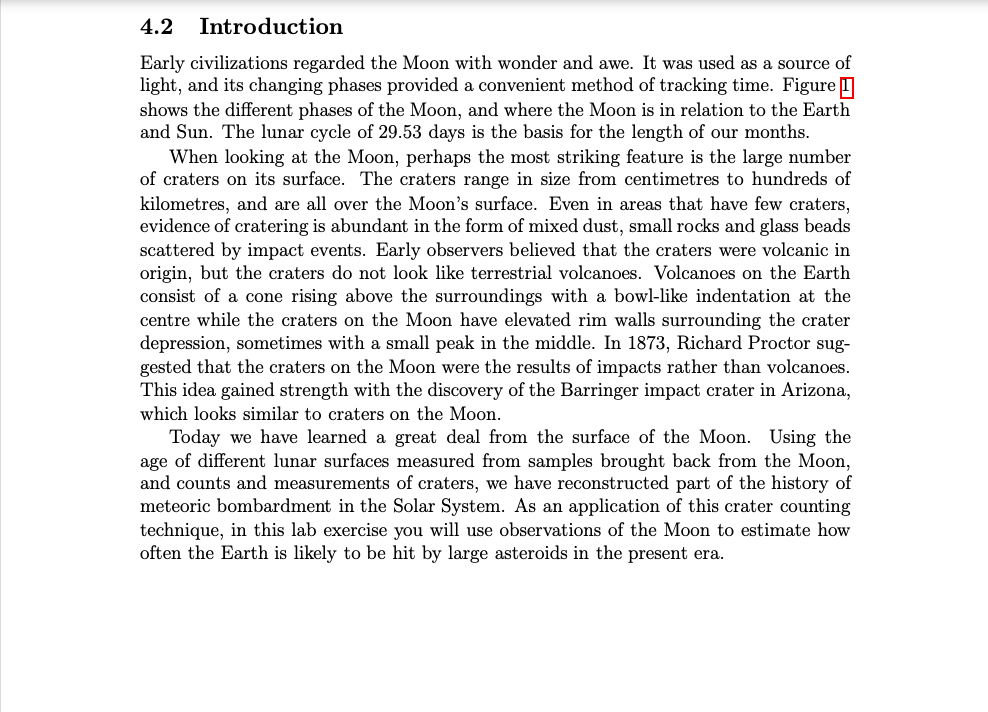 4.2 Introduction
Early civilizations regarded the Moon with wonder and awe. It was used as a source of
light, and its changing phases provided a convenient method of tracking time. Figure 1
shows the different phases of the Moon, and where the Moon is in relation to the Earth
and Sun. The lunar cycle of 29.53 days is the basis for the length of our months.
When looking at the Moon, perhaps the most striking feature is the large number
of craters on its surface. The craters range in size from centimetres to hundreds of
kilometres, and are all over the Moon's surface. Even in areas that have few craters,
evidence of cratering is abundant in the form of mixed dust, small rocks and glass beads
scattered by impact events. Early observers believed that the craters were volcanic in
origin, but the craters do not look like terrestrial volcanoes. Volcanoes on the Earth
consist of a cone rising above the surroundings with a bowl-like indentation at the
centre while the craters on the Moon have elevated rim walls surrounding the crater
depression, sometimes with a small peak in the middle. In 1873, Richard Proctor sug-
gested that the craters on the Moon were the results of impacts rather than volcanoes.
This idea gained strength with the discovery of the Barringer impact crater in Arizona,
which looks similar to craters on the Moon.
Today we have learned a great deal from the surface of the Moon. Using the
age of different lunar surfaces measured from samples brought back from the Moon,
and counts and measurements of craters, we have reconstructed part of the history of
meteoric bombardment in the Solar System. As an application of this crater counting
technique, in this lab exercise you will use observations of the Moon to estimate how
often the Earth is likely to be hit by large asteroids in the present era.